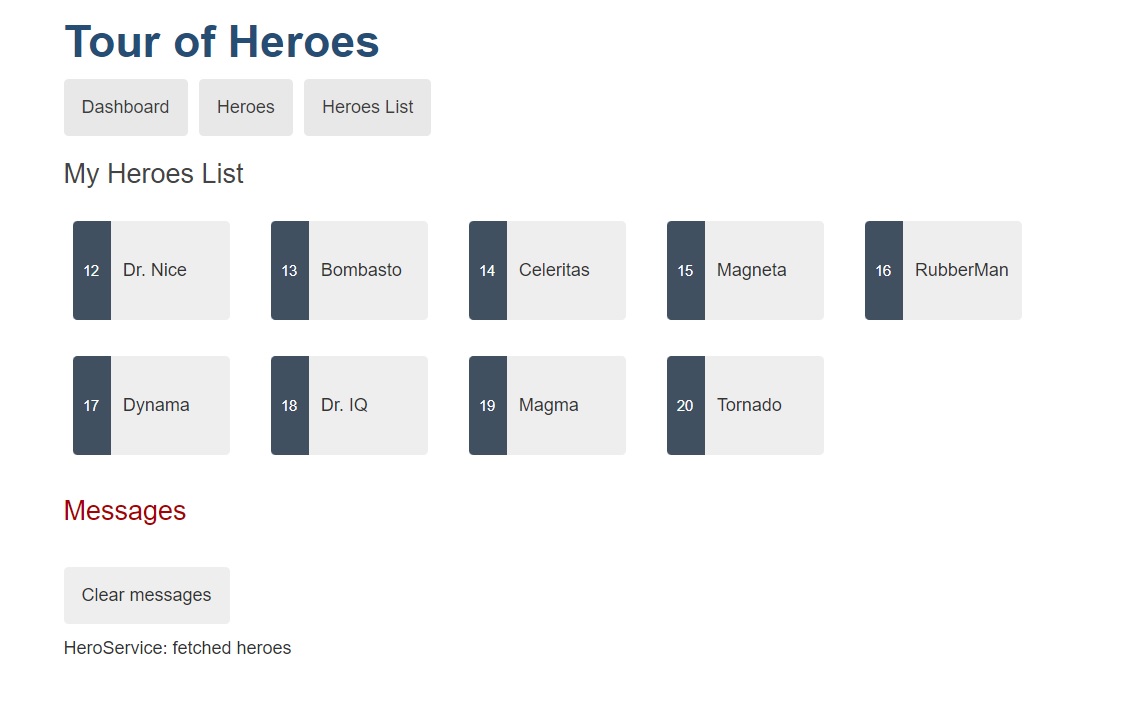 Tour of Heroes
Dashboard Heroes Heroes List
My Heroes List
12 Dr. Nice 13 Bombasto 14 Celeritas 15 Magneta 16 RubberMan
17 Dynama 18 Dr. IQ 19 Magma 20 Tornado
Messages
Clear messages
HeroService: fetched heroes